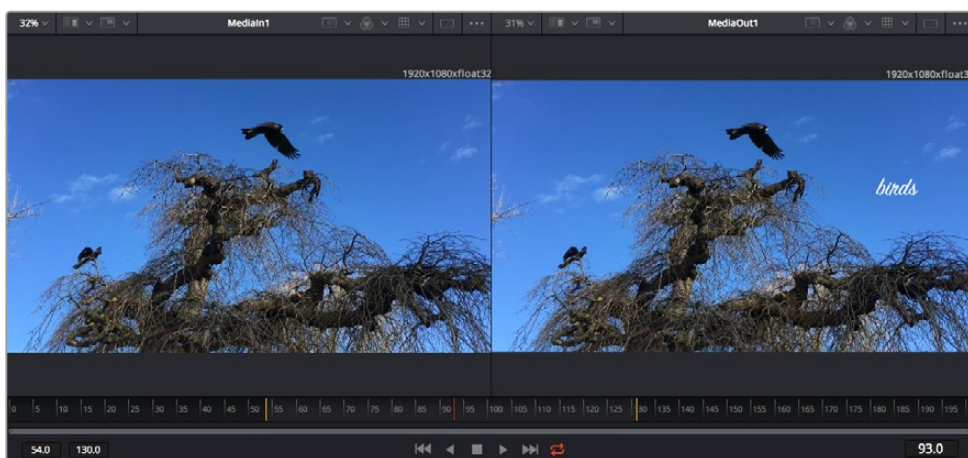 32% MediaIn1 31% MediaOut1
1920x1080xfloat32 1920x1080xfloat3
birds
0 5 10 15 20 25 30 35 40 45 50 55 60 65 70 75 80 85 90 95 100 105 110 115 120 125 130 135 140 145 150 155 160 165 170 175 180 185 190 195
54.0 130.0 93.0